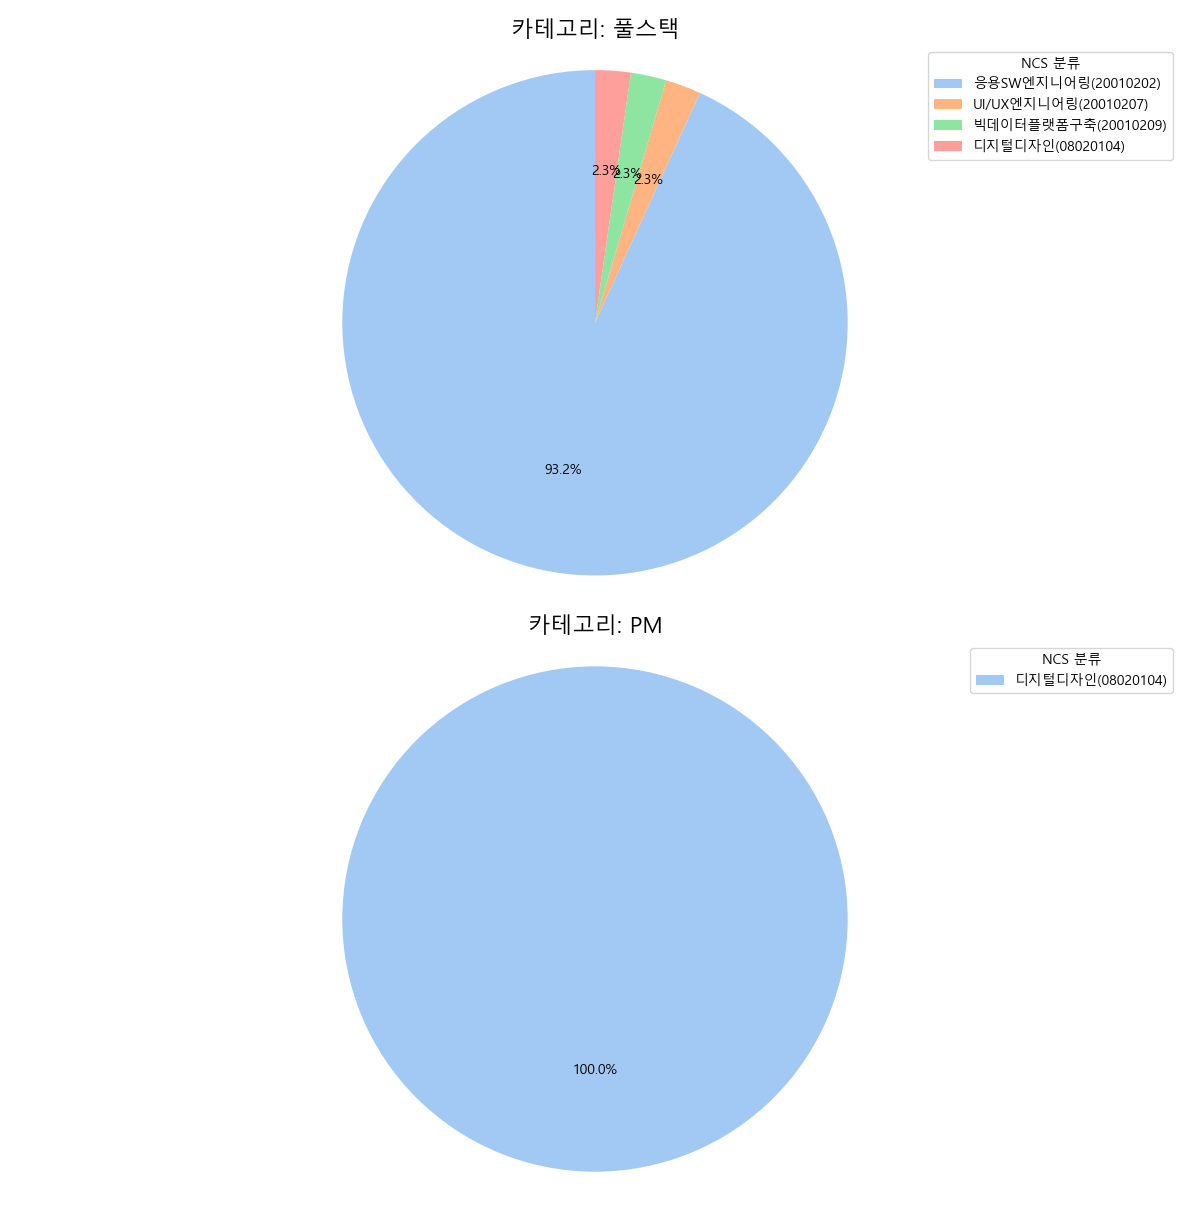 카테고리: 풀스택
NCS 분류
응용SW엔지니어링(20010202)
UI/UX엔지니어링(20010207)
빅데이터플랫폼구축(20010209)
디지털디자인(08020104)
2.3%
2.3%
2.3%
93.2%
카테고리: PM
NCS 분류
디지털디자인(08020104)
100.0%